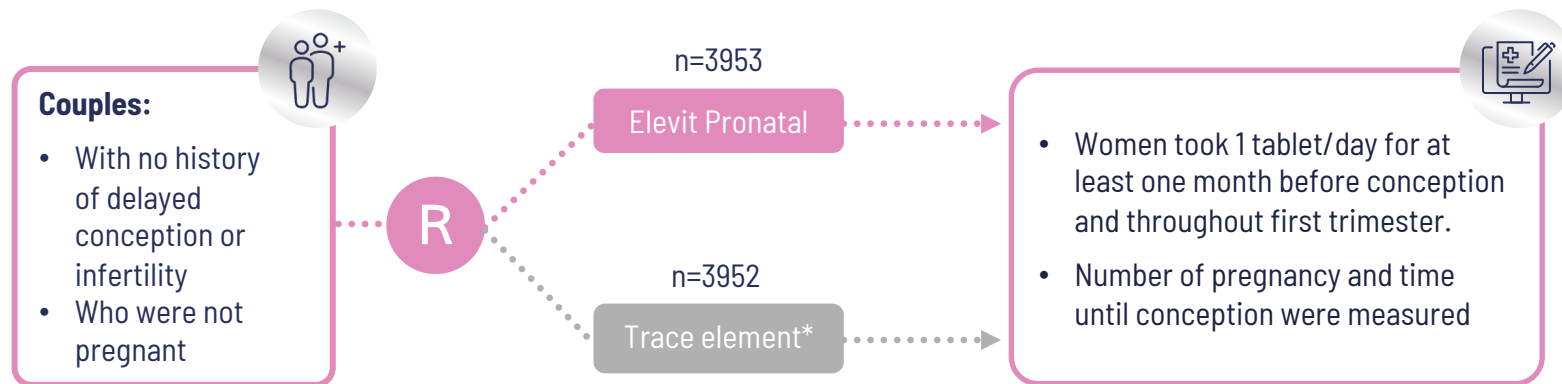 Couples:
• With no history
of delayed
conception or
infertility
• Who were not
pregnant
R
n=3953
Elevit Pronatal
n=3952
Trace element*
• Women took 1 tablet/day for at
least one month before conception
and throughout first trimester.
• Number of pregnancy and time
until conception were measured